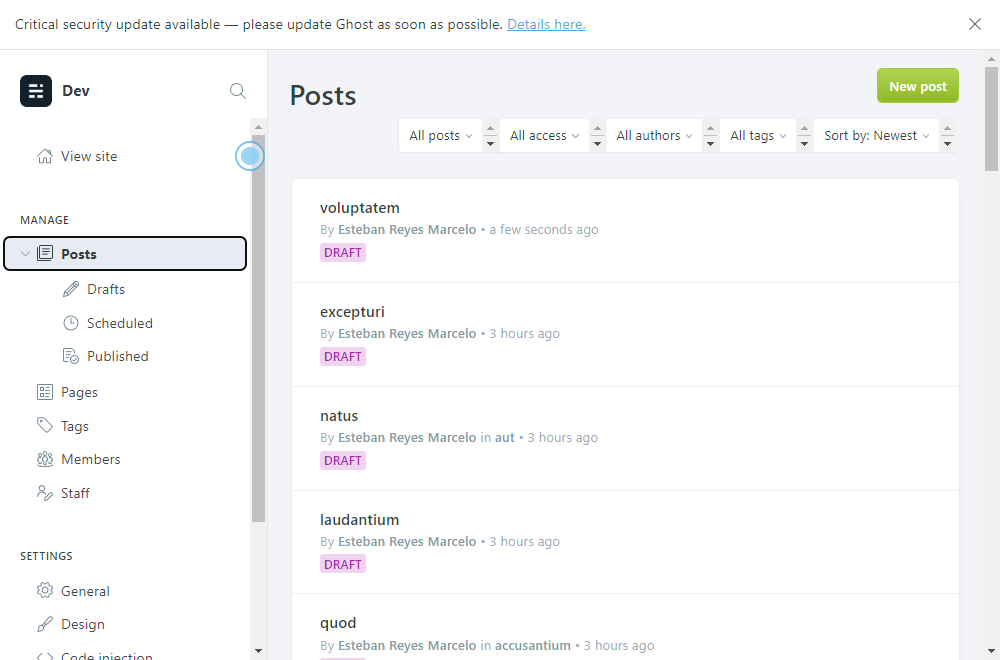 Critical security update available — please update Ghost as soon as possible. Details here.
Dev
View site
MANAGE
Posts
Drafts
Scheduled
Published
Pages
Tags
Members
Staff
SETTINGS
General
Design
Code injection
Posts
New post
All posts
All access
All authors
All tags
Sort by: Newest
voluptatem
By Esteban Reyes Marcelo • a few seconds ago
DRAFT
excepturi
By Esteban Reyes Marcelo • 3 hours ago
DRAFT
natus
By Esteban Reyes Marcelo in aut • 3 hours ago
DRAFT
laudantium
By Esteban Reyes Marcelo • 3 hours ago
DRAFT
quod
By Esteban Reyes Marcelo in accusantium • 3 hours ago